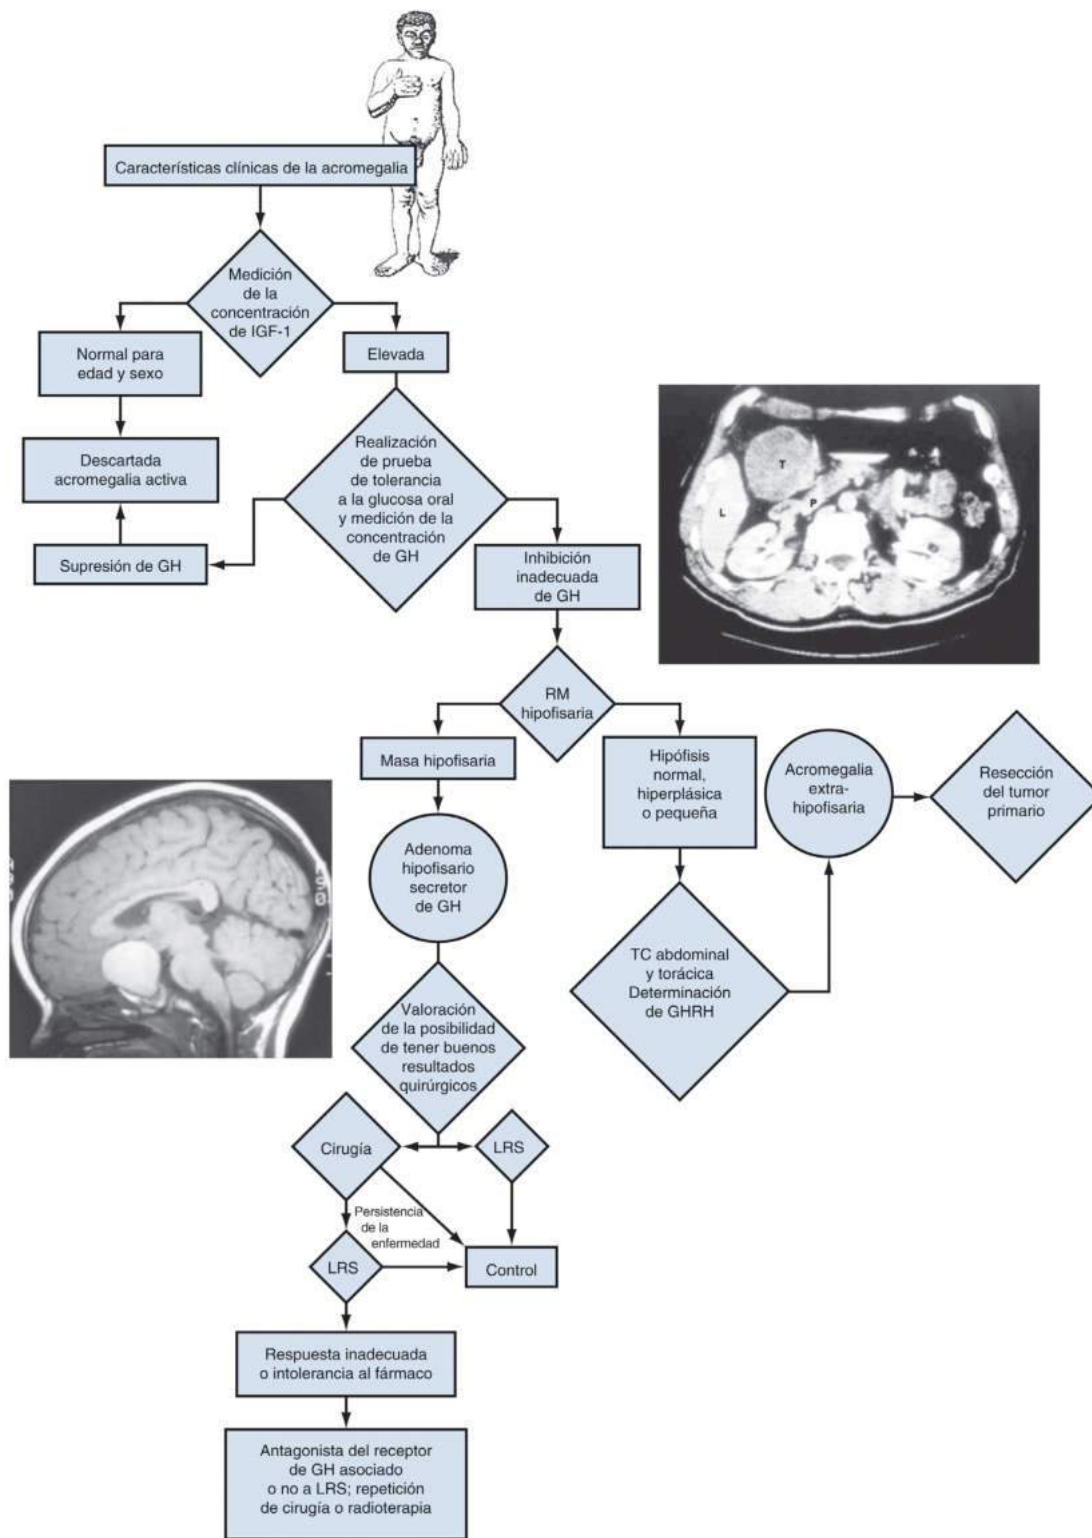 Características clínicas de la acromegalia
Medición
de la
concentración
de IGF-1
Normal para
edad y sexo
Elevada
Descartada
acromegalia activa
Realización
de prueba
de tolerancia
a la glucosa oral
y medición de la
concentración
de GH
Supresión de GH
Inhibición
inadecuada
de GH
T
L
P
RM
hipofisaria
Masa hipofisaria
Hipófisis
normal,
hiperplásica
o pequeña
Acromegalia
extra-
hipofisaria
Resección
del tumor
primario
Adenoma
hipofisario
secretor
de GH
TC abdominal
y torácica
Determinación
de GHRH
Valoración
de la posibilidad
de tener buenos
resultados
quirúrgicos
Cirugía
LRS
Persistencia
de la
enfermedad
LRS
Control
Respuesta inadecuada
o intolerancia al fármaco
Antagonista del receptor
de GH asociado
o no a LRS; repetición
de cirugía o radioterapia